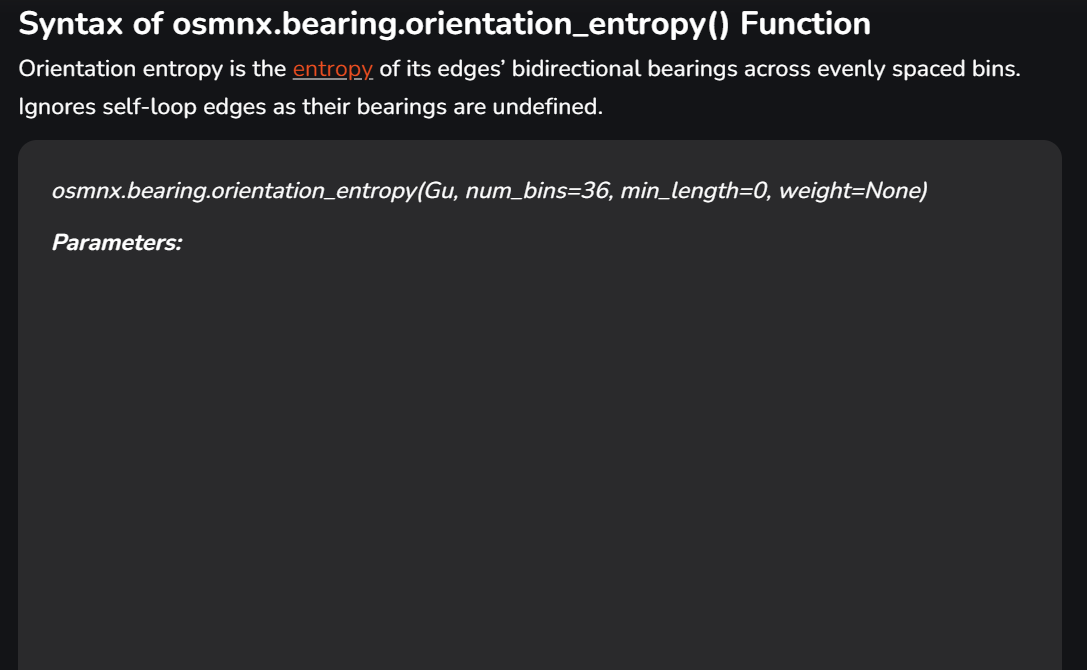 Syntax of osmnx.bearing.orientation_entropy() Function
Orientation entropy is the entropy of its edges’ bidirectional bearings across evenly spaced bins.
Ignores self-loop edges as their bearings are undefined.
osmnx.bearing.orientation_entropy(Gu, num_bins=36, min_length=0, weight=None)
Parameters: